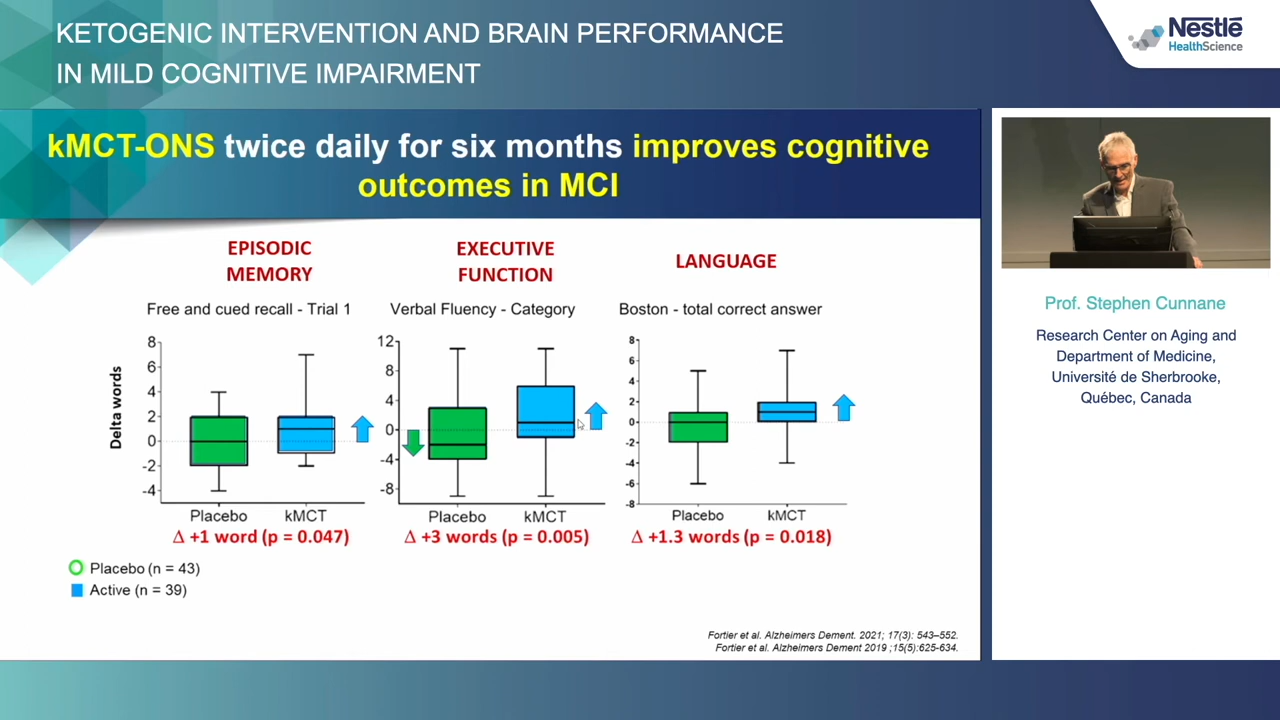 KETOGENIC INTERVENTION AND BRAIN PERFORMANCE
IN MILD COGNITIVE IMPAIRMENT
Nestlé
HealthScience
kMCT-ONS twice daily for six months improves cognitive
outcomes in MCI
EPISODIC
MEMORY
Free and cued recall - Trial 1
Delta words
8
6
4
2
0
-2
-4
Placebo kMCT
Δ +1 word (p = 0.047)
EXECUTIVE
FUNCTION
Verbal Fluency - Category
12
8
4
0
-4
-8
Placebo kMCT
Δ +3 words (p = 0.005)
LANGUAGE
Boston - total correct answer
8
6
4
2
0
-2
-4
-6
-8
Placebo kMCT
Δ +1.3 words (p = 0.018)
Placebo (n = 43)
Active (n = 39)
Fortier et al. Alzheimers Dement. 2021; 17(3): 543–552.
Fortier et al. Alzheimers Dement 2019 ;15(5):625-634.
Prof. Stephen Cunnane
Research Center on Aging and
Department of Medicine,
Université de Sherbrooke,
Québec, Canada